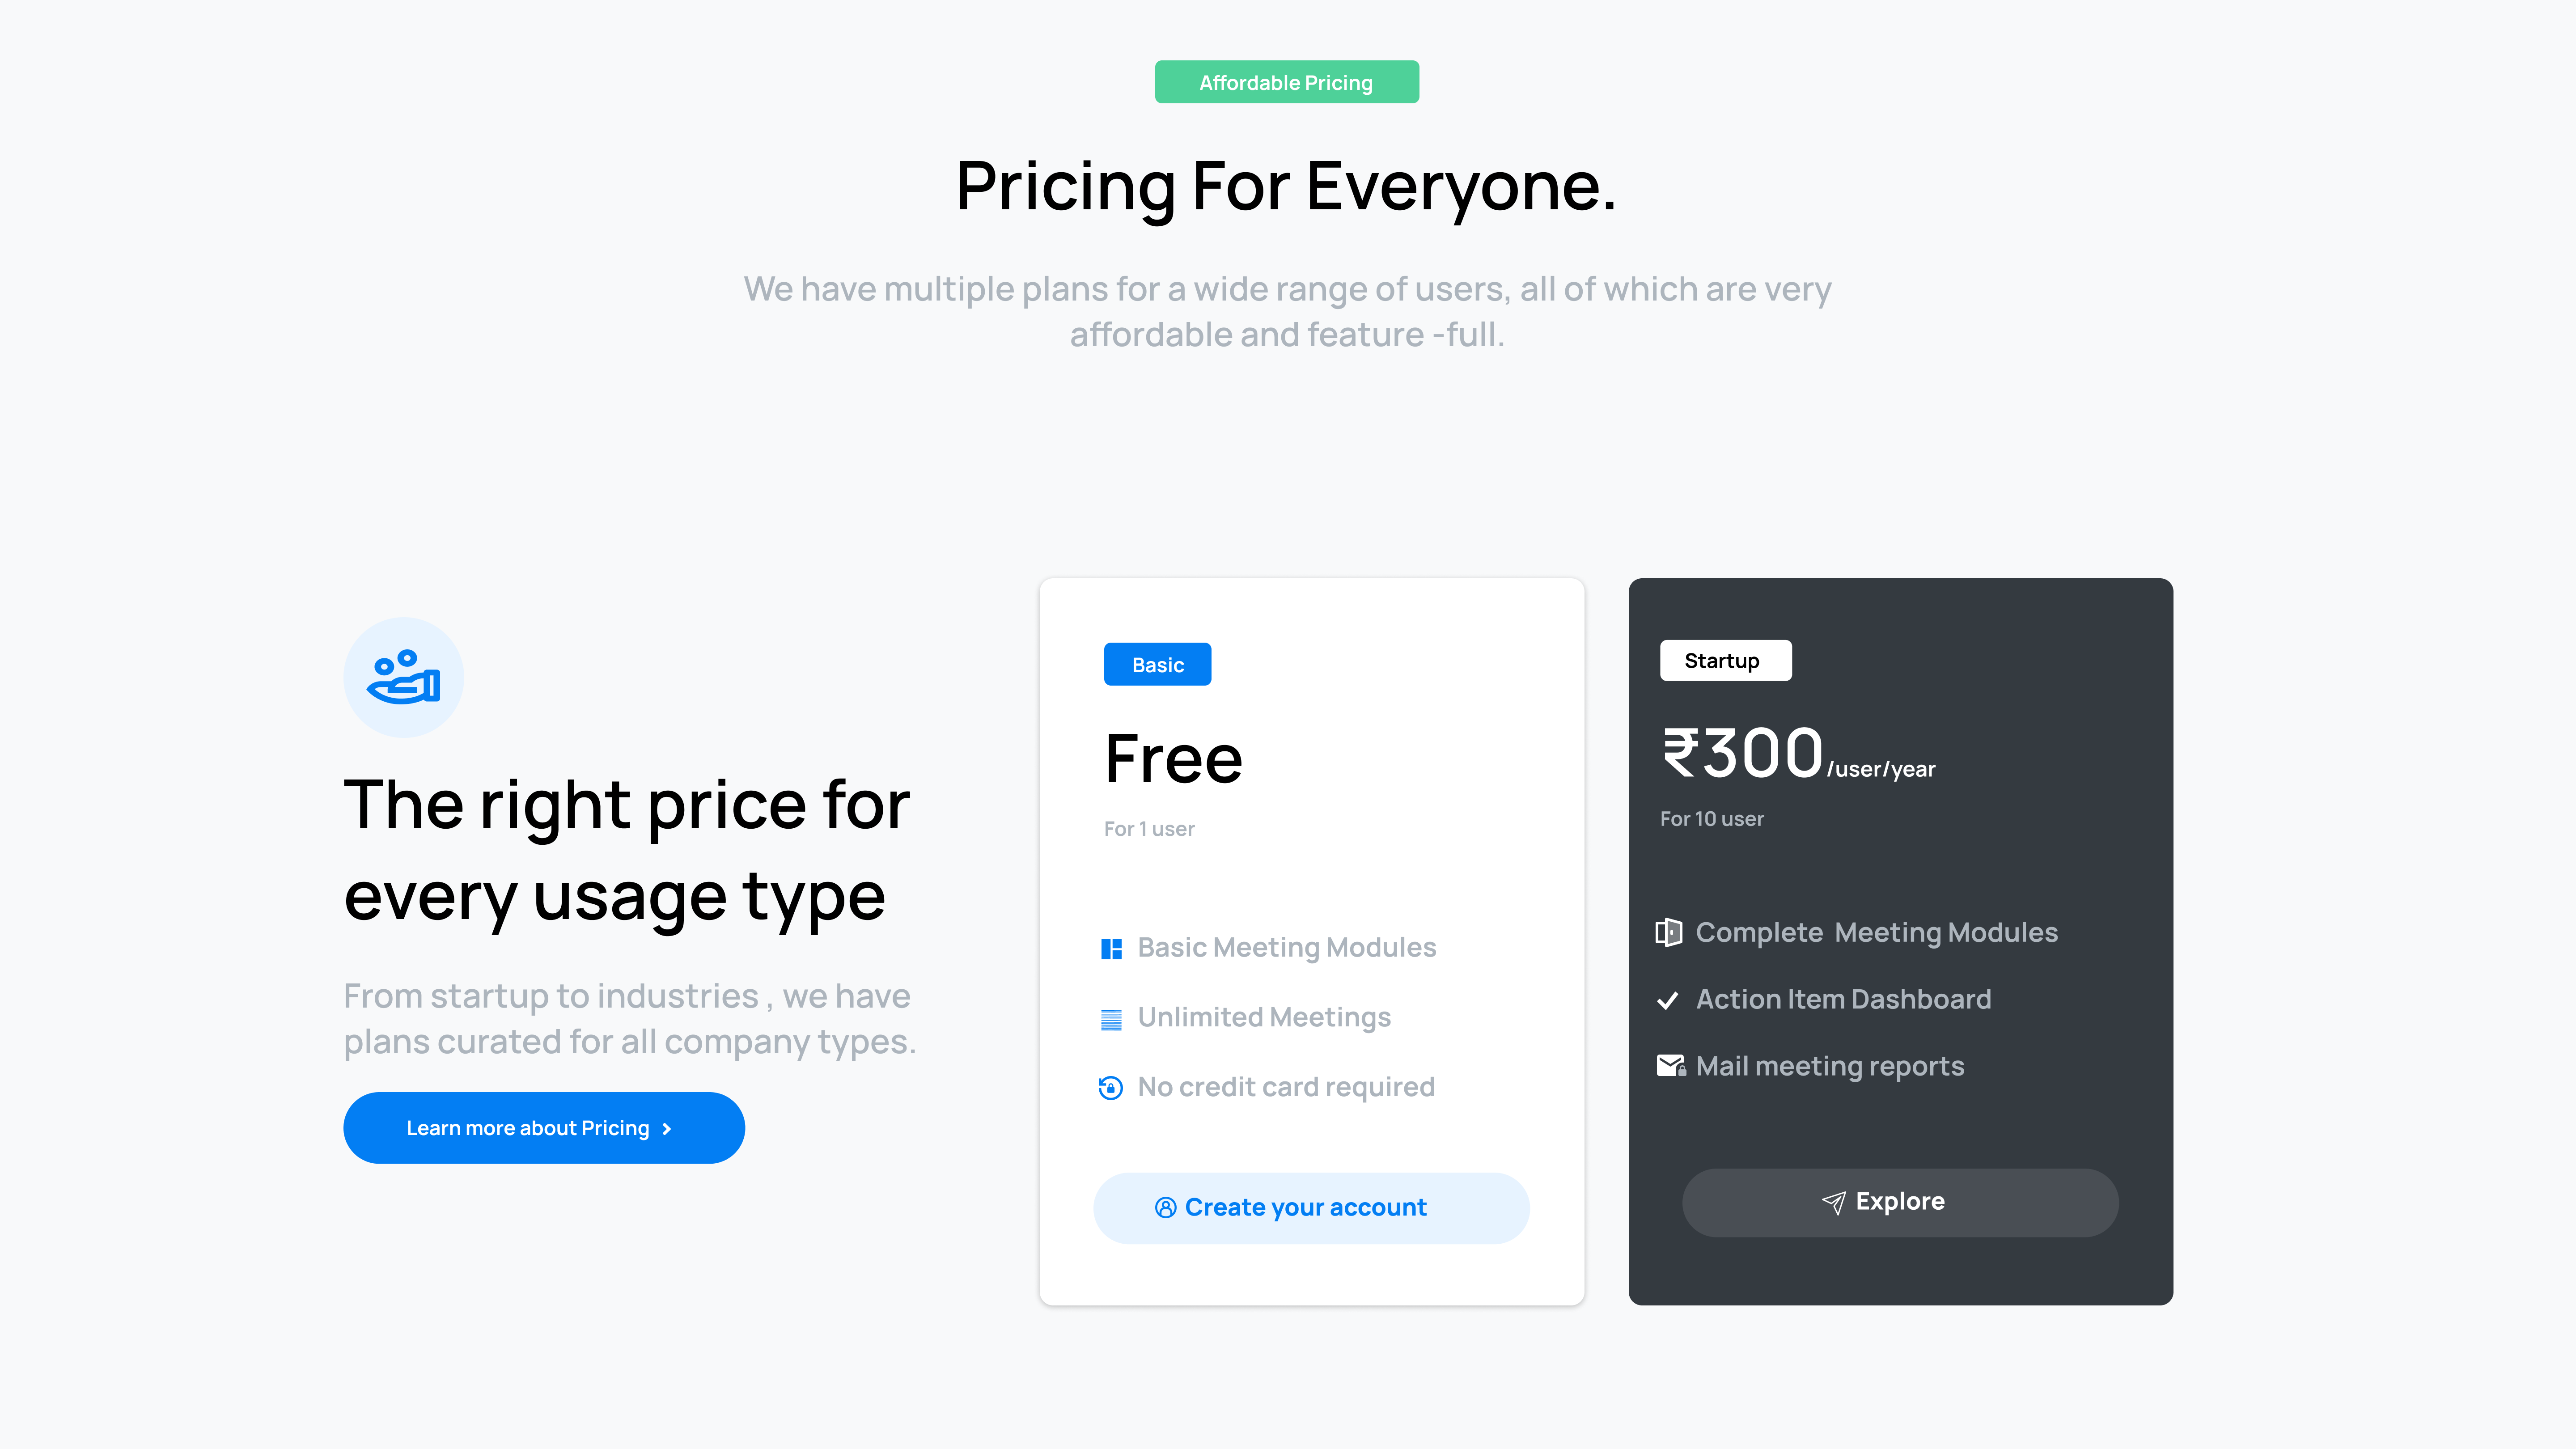 Affordable Pricing
Pricing For Everyone.
We have multiple plans for a wide range of users, all of which are very
affordable and feature -full.
The right price for
every usage type
From startup to industries , we have
plans curated for all company types.
Learn more about Pricing
Basic
Free
For 1 user
Basic Meeting Modules
Unlimited Meetings
No credit card required
Create your account
Startup
₹300/user/year
For 10 user
Complete  Meeting Modules
Action Item Dashboard
Mail meeting reports
Explore